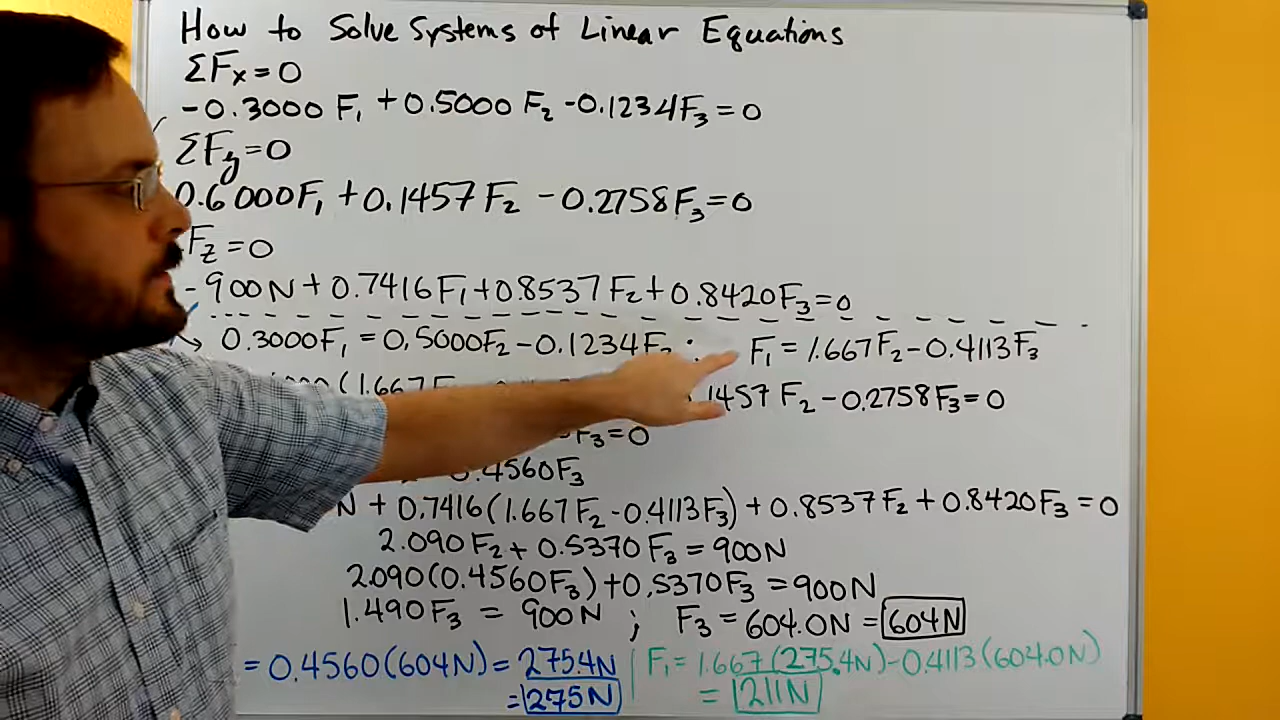 How to Solve Systems of Linear Equations
ΣFx = 0
-0.3000 F₁ + 0.5000 F₂ - 0.1234F₃ = 0
ΣFy = 0
0.6000F₁ + 0.1457 F₂ - 0.2758F₃ = 0
Fz = 0
-900N + 0.7416F₁ + 0.8537F₂ + 0.8420F₃ = 0
0.3000F₁ = 0.5000F₂ - 0.1234F₃ ; F₁ = 1.667F₂ - 0.4113F₃
(1.667F₂ 1457 F₂ - 0.2758F₃ = 0
F₃ = 0
0.4560F₃
N + 0.7416(1.667F₂ - 0.4113F₃) + 0.8537F₂ + 0.8420F₃ = 0
2.090F₂ + 0.5370F₃ = 900N
2.090(0.4560F₃) + 0.5370F₃ = 900N
1.490F₃ = 900N ; F₃ = 604.0N = 604N
= 0.4560(604N) = 275.4N
= 275N
F₁ = 1.667(275.4N) - 0.4113(604.0N)
= 211N